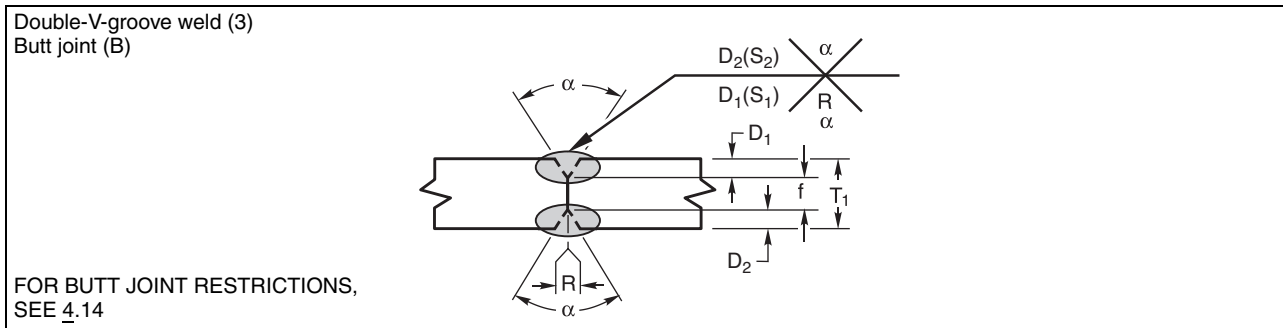 Double-V-groove weld (3)
Butt joint (B)
D₂(S₂)
α
D₁(S₁)
R
α
α
D₁
f
T₁
D₂
R
α
FOR BUTT JOINT RESTRICTIONS,
SEE 4.14